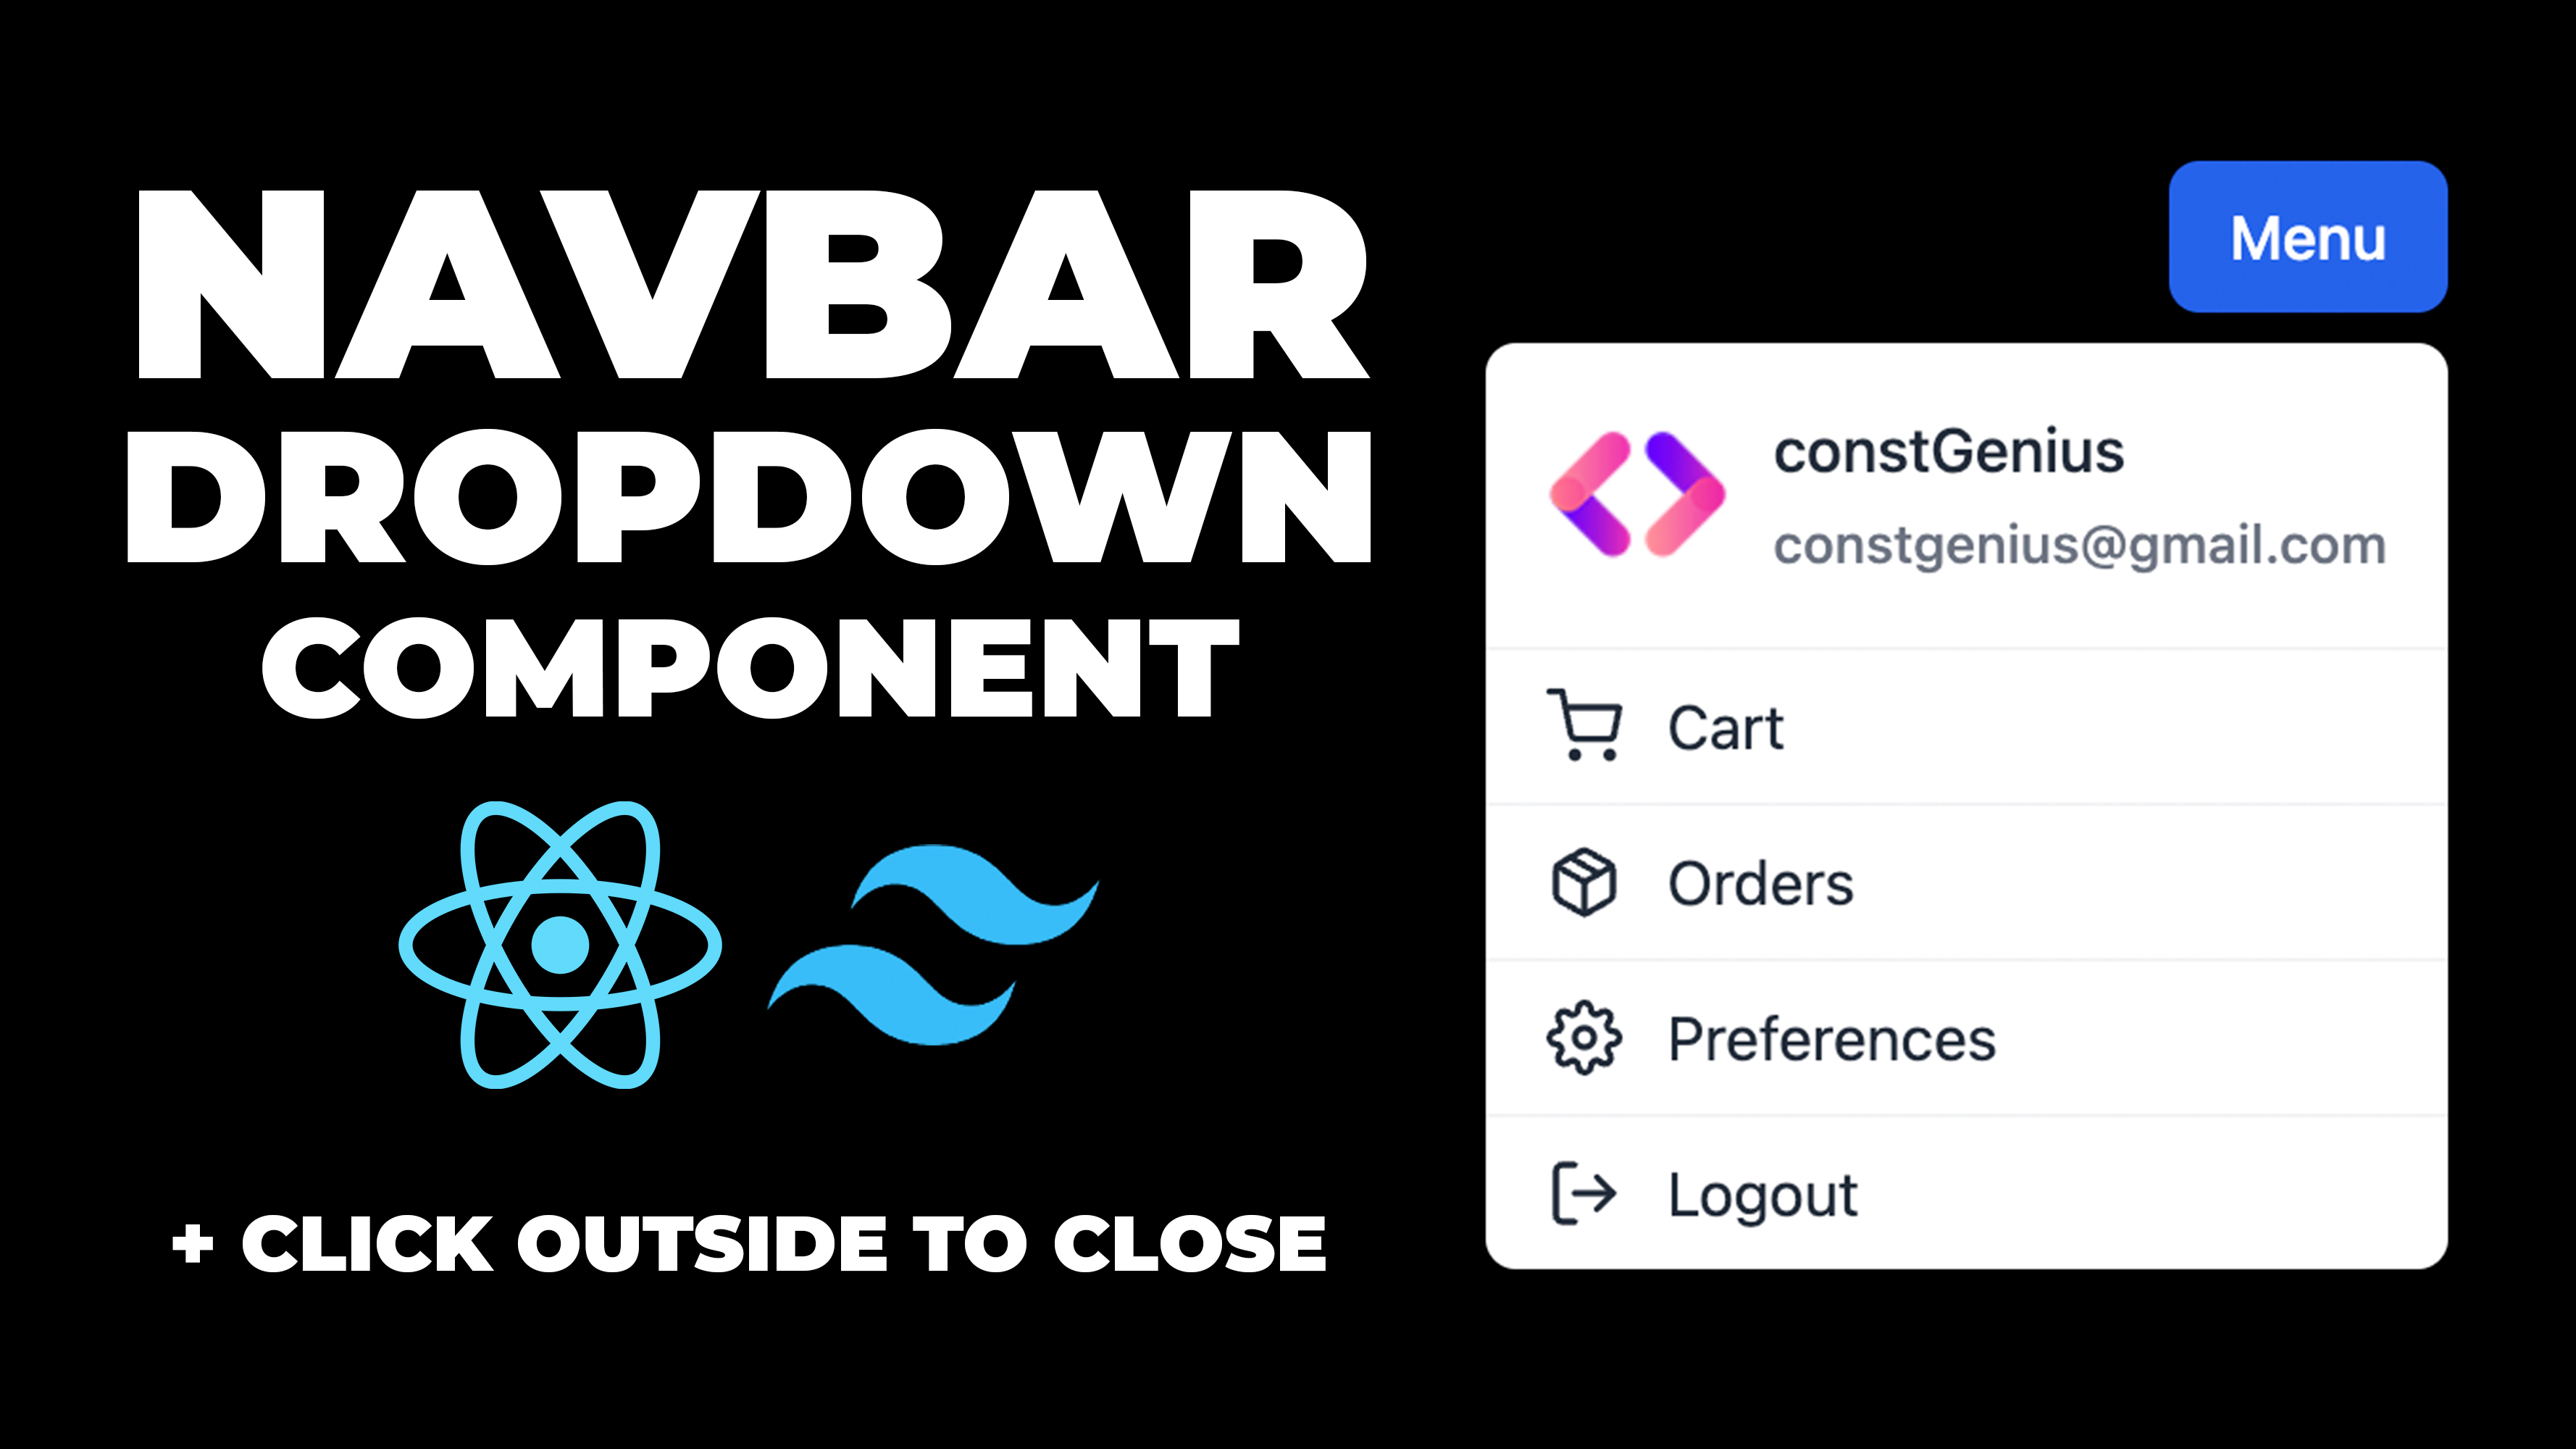 NAVBAR
DROPDOWN
COMPONENT
+ CLICK OUTSIDE TO CLOSE
Menu
constGenius
constgenius@gmail.com
Cart
Orders
Preferences
Logout